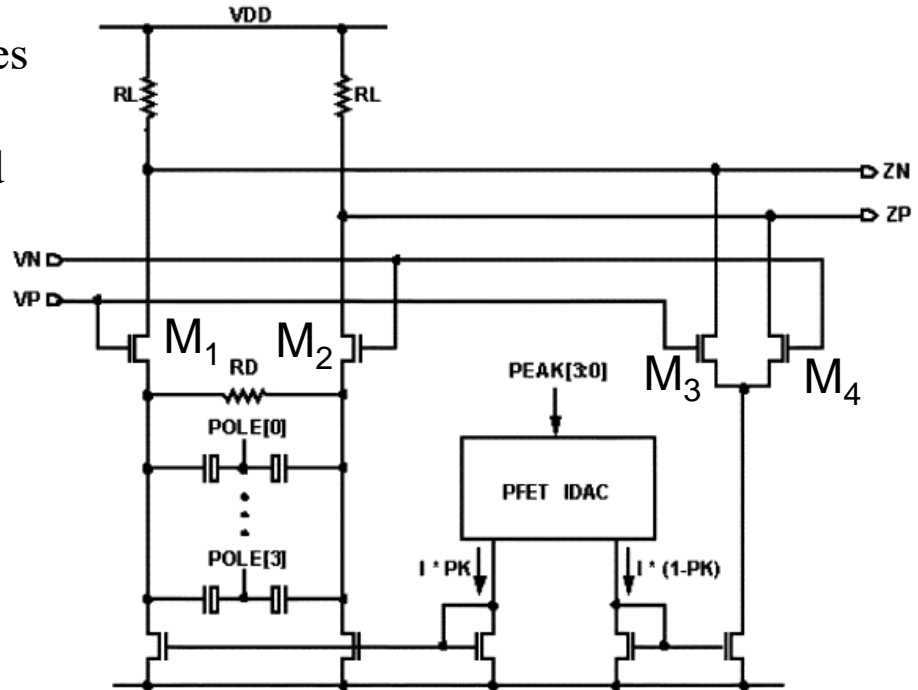 VDD
es
RL
RL
d
ZN
ZP
VN
VP
M1
M2
M3
M4
RD
PEAK[3:0]
POLE[0]
PFET IDAC
POLE[3]
I * PK
I * (1-PK)